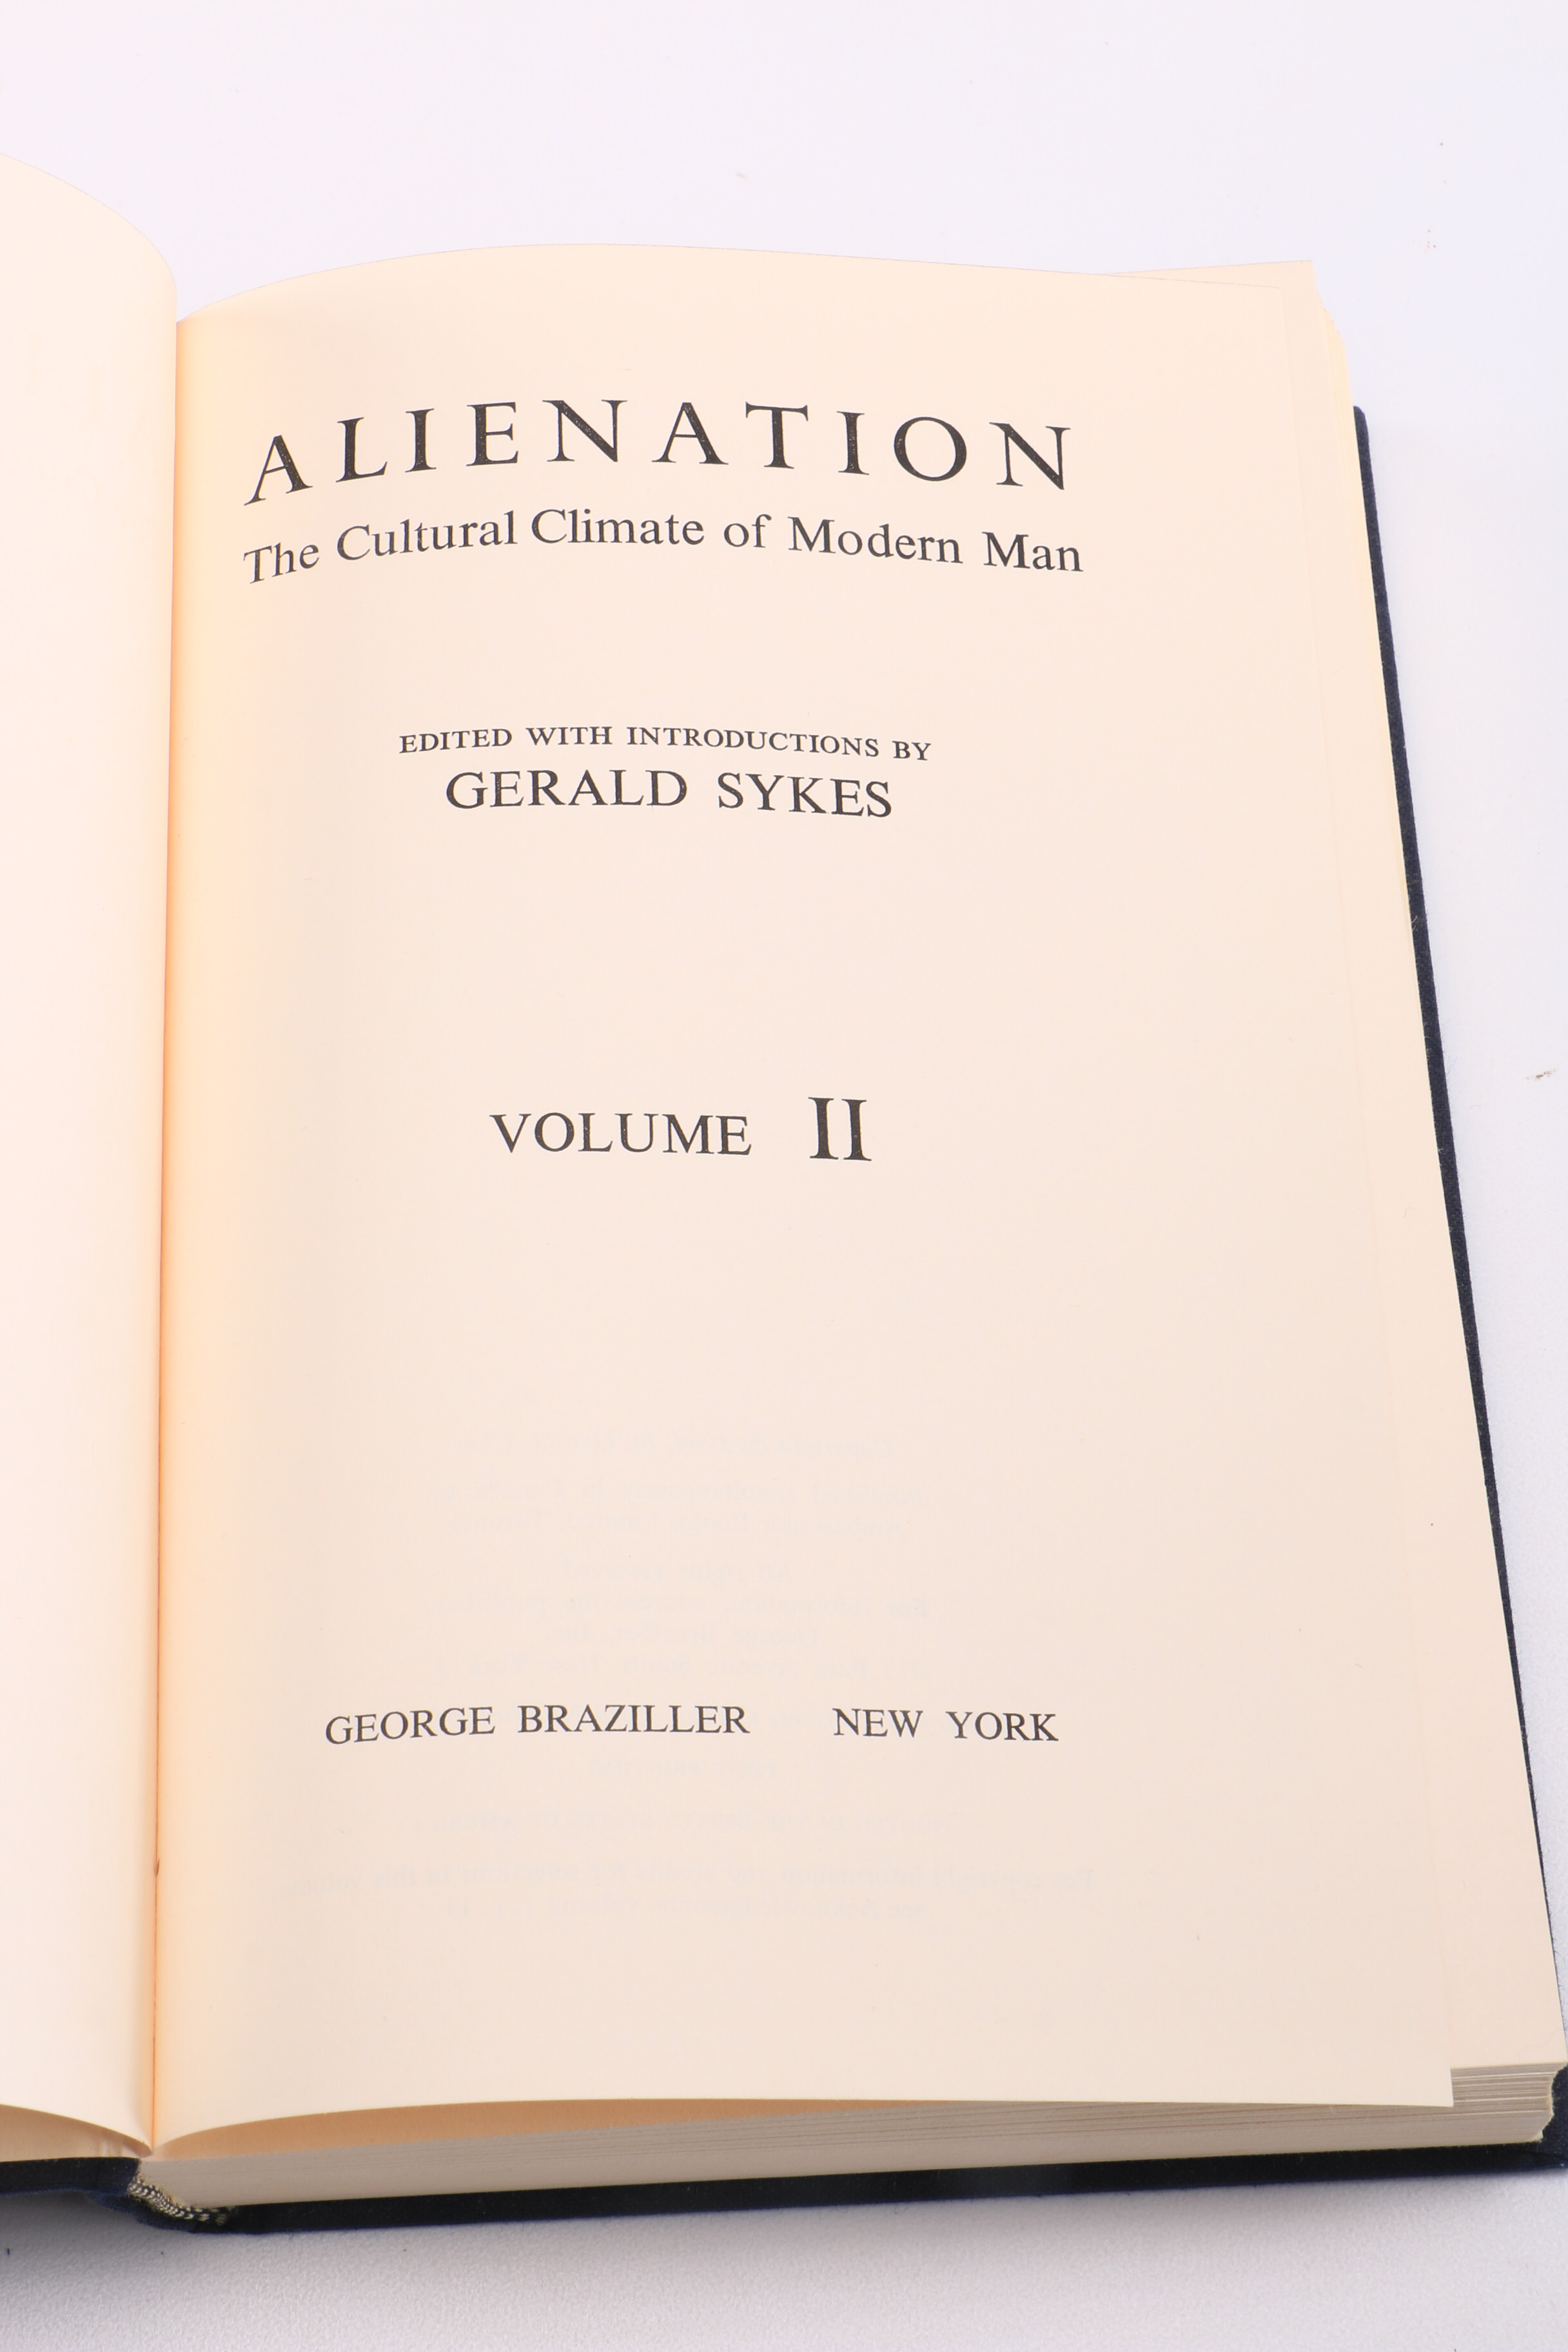 ALIENATION
The Cultural Climate of Modern Man
EDITED WITH INTRODUCTIONS BY
GERALD SYKES
VOLUME II
GEORGE BRAZILLER NEW YORK